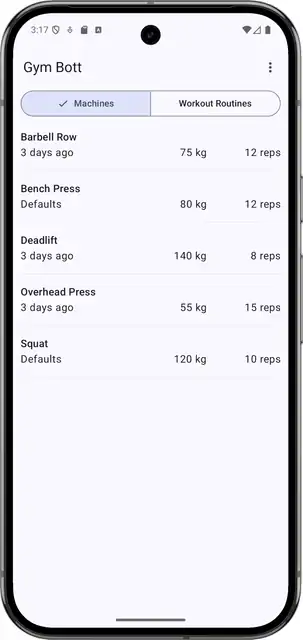 3:17
Gym Bott
Machines Workout Routines
Barbell Row
3 days ago 75 kg 12 reps
Bench Press
Defaults 80 kg 12 reps
Deadlift
3 days ago 140 kg 8 reps
Overhead Press
3 days ago 55 kg 15 reps
Squat
Defaults 120 kg 10 reps